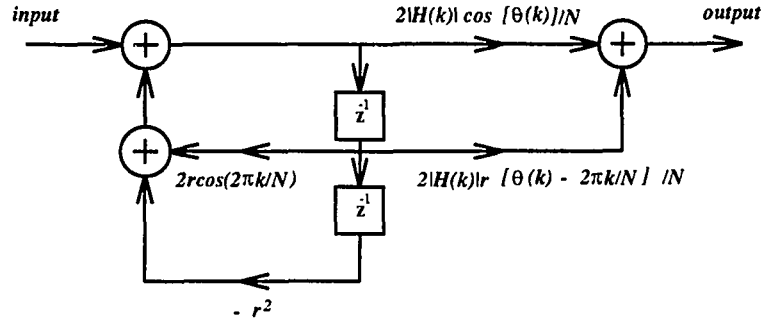 input
2|H(k)| cos [θ(k)]/N
output
+
+
z⁻¹
+
2rcos(2πk/N)
2|H(k)|r [θ(k) - 2πk/N] /N
z⁻¹
- r²